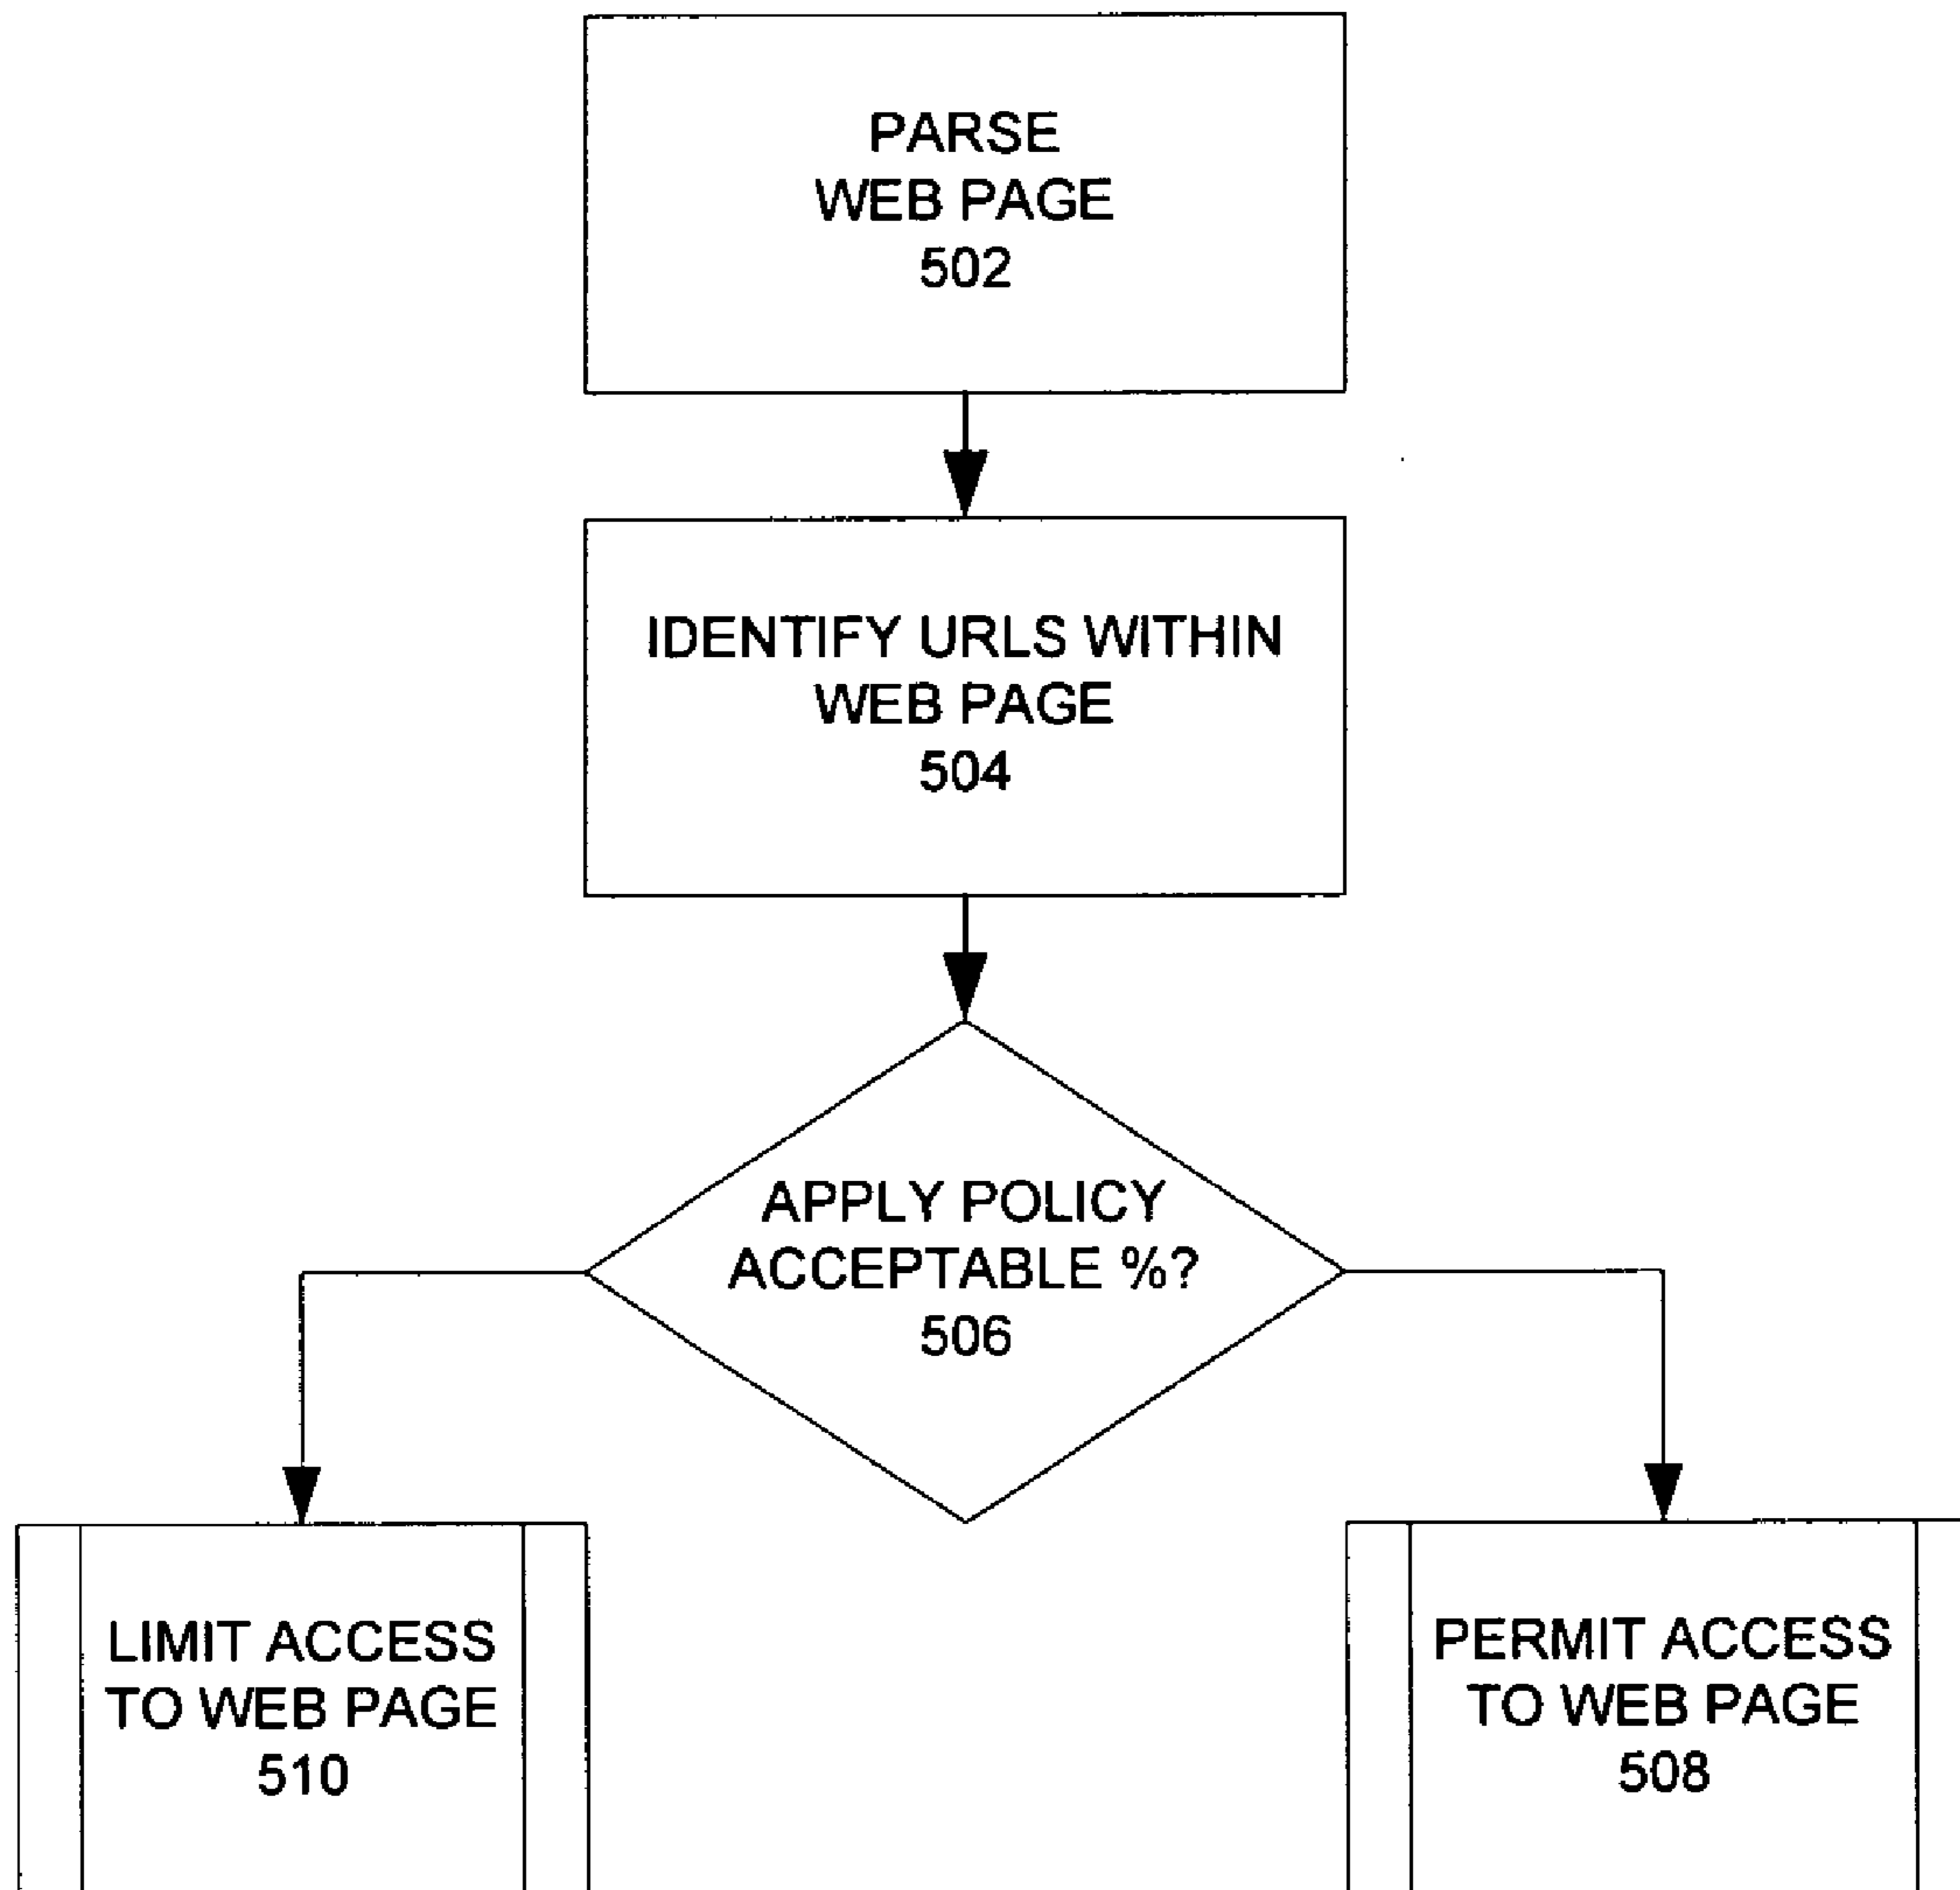 PARSE
WEB PAGE
502
IDENTIFY URLS WITHIN
WEB PAGE
504
APPLY POLICY
ACCEPTABLE %?
506
LIMIT ACCESS
TO WEB PAGE
510
PERMIT ACCESS
TO WEB PAGE
508